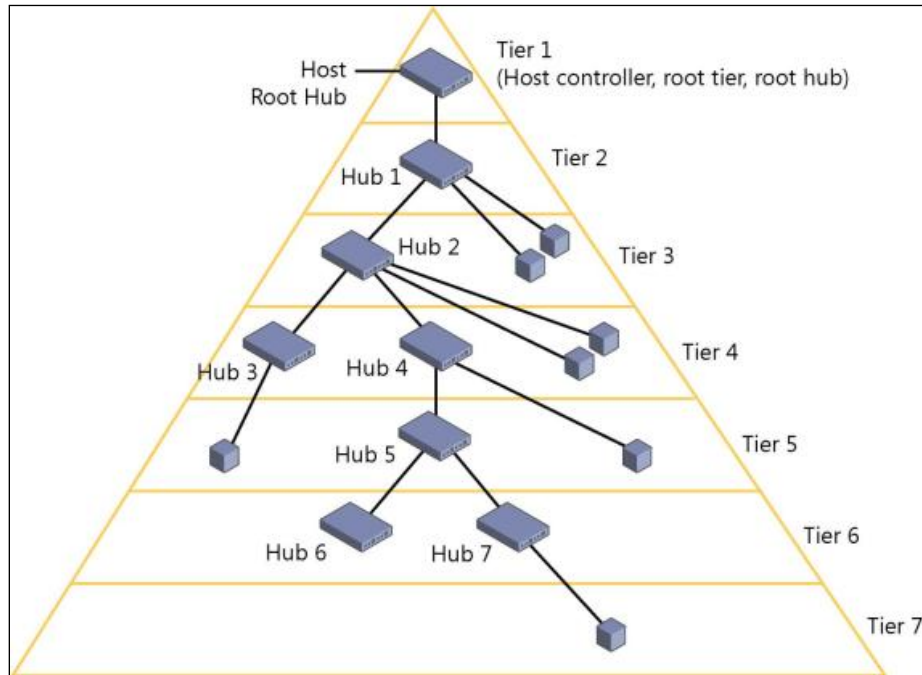 Tier 1
(Host controller, root tier, root hub)
Host
Root Hub
Tier 2
Hub 1
Hub 2
Tier 3
Hub 3
Hub 4
Tier 4
Hub 5
Tier 5
Hub 6
Hub 7
Tier 6
Tier 7